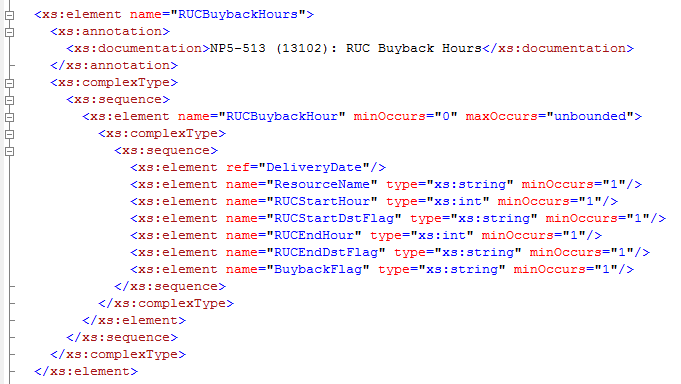 <xs:element name="RUCBuybackHours">
<xs:annotation>
<xs:documentation>NP5-513 (13102): RUC Buyback Hours</xs:documentation>
</xs:annotation>
<xs:complexType>
<xs:sequence>
<xs:element name="RUCBuybackHour" minOccurs="0" maxOccurs="unbounded">
<xs:complexType>
<xs:sequence>
<xs:element ref="DeliveryDate"/>
<xs:element name="ResourceName" type="xs:string" minOccurs="1"/>
<xs:element name="RUCStartHour" type="xs:int" minOccurs="1"/>
<xs:element name="RUCStartDstFlag" type="xs:string" minOccurs="1"/>
<xs:element name="RUCEndHour" type="xs:int" minOccurs="1"/>
<xs:element name="RUCEndDstFlag" type="xs:string" minOccurs="1"/>
<xs:element name="BuybackFlag" type="xs:string" minOccurs="1"/>
</xs:sequence>
</xs:complexType>
</xs:element>
</xs:sequence>
</xs:complexType>
</xs:element>